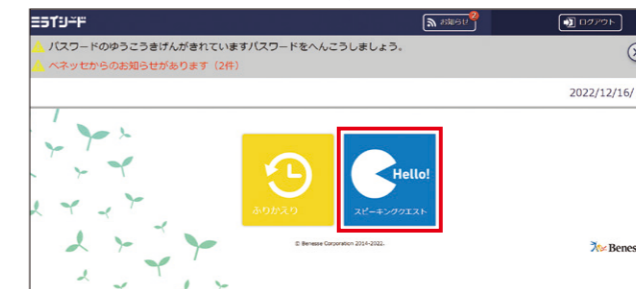 ミライシード
お知らせ
2
ログアウト
パスワードのゆうこうきげんがきれていますパスワードをへんこうしましょう。
ベネッセからのお知らせがあります（2件）
2022/12/16/
Hello!
ふりかえり
スピーキングクエスト
© Benesse Corporation 2014-2022.
Benes